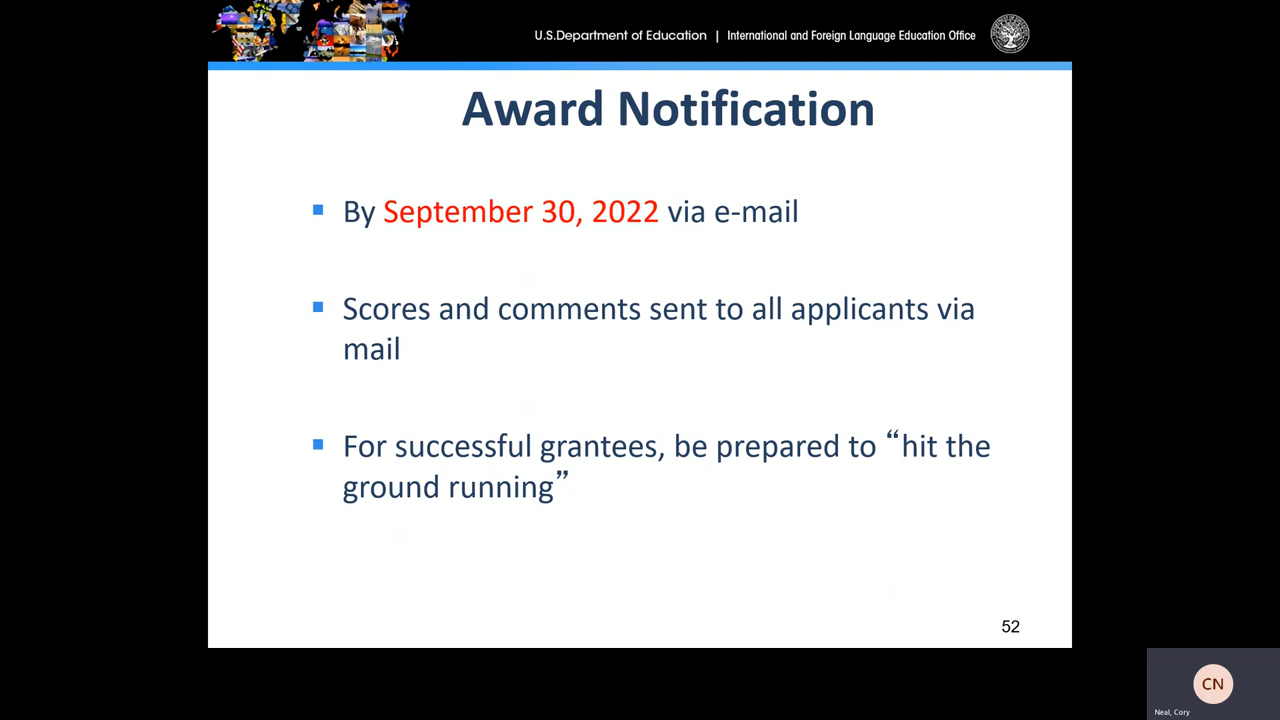 U.S.Department of Education | International and Foreign Language Education Office
Award Notification
By September 30, 2022 via e-mail
Scores and comments sent to all applicants via
mail
For successful grantees, be prepared to “hit the
ground running”
52
CN
Neal, Cory